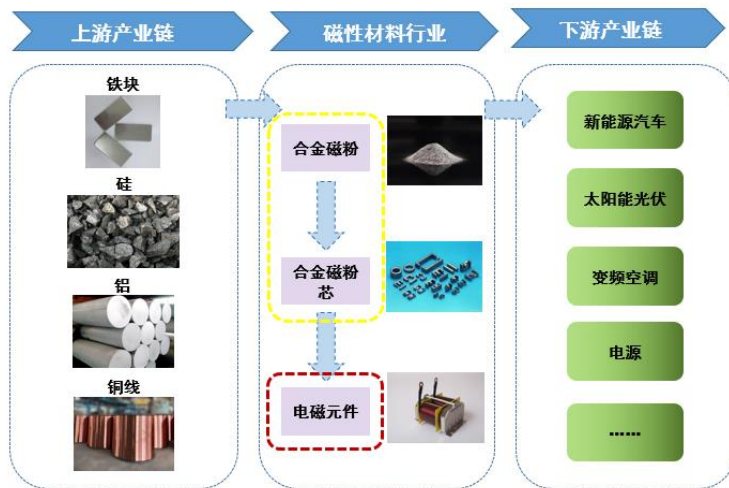 上游产业链
磁性材料行业
下游产业链
铁块
硅
铝
铜线
合金磁粉
合金磁粉
芯
电磁元件
新能源汽车
太阳能光伏
变频空调
电源
……